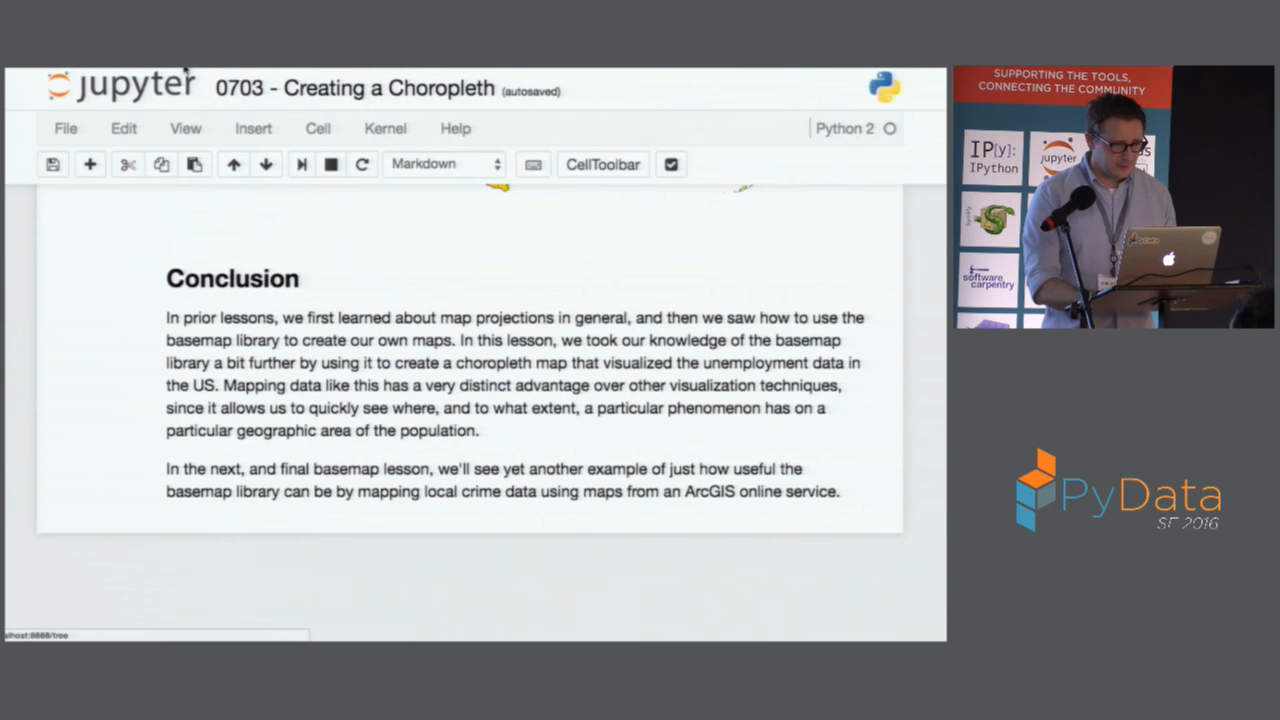 jupyter 0703 - Creating a Choropleth (autosaved)
File Edit View Insert Cell Kernel Help Python 2
Markdown CellToolbar
Conclusion
In prior lessons, we first learned about map projections in general, and then we saw how to use the
basemap library to create our own maps. In this lesson, we took our knowledge of the basemap
library a bit further by using it to create a choropleth map that visualized the unemployment data in
the US. Mapping data like this has a very distinct advantage over other visualization techniques,
since it allows us to quickly see where, and to what extent, a particular phenomenon has on a
particular geographic area of the population.
In the next, and final basemap lesson, we'll see yet another example of just how useful the
basemap library can be by mapping local crime data using maps from an ArcGIS online service.
alhost:8888/tree
SUPPORTING THE TOOLS,
CONNECTING THE COMMUNITY
IP[y]:
IPython
jupyter
software
carpentry
PyData
SF 2016